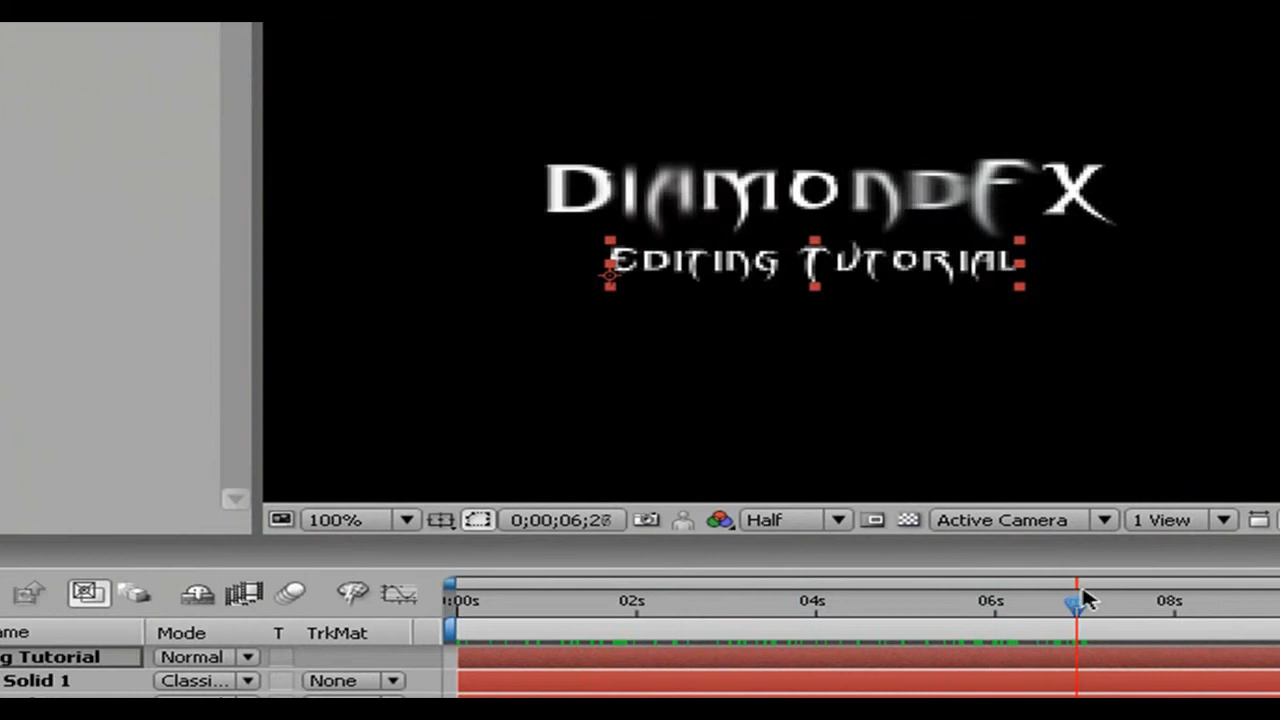 DiamondFX
Editing Tutorial
100% 0;00;06;28 Half Active Camera 1 View
:00s 02s 04s 06s 08s
ame Mode T TrkMat
g Tutorial Normal
Solid 1 Classi... None